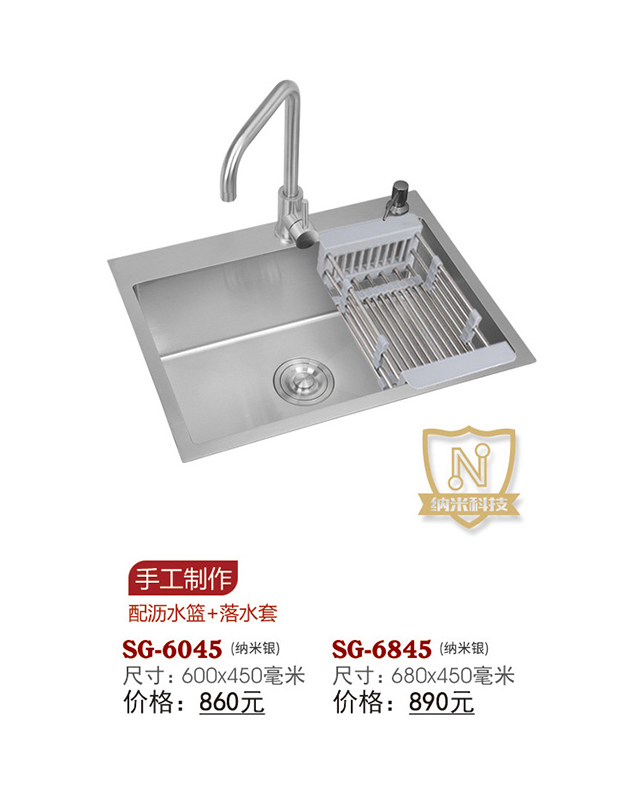 N
纳米科技
手工制作
配沥水篮+落水套
SG-6045 (纳米银)
尺寸：600x450毫米
价格：860元
SG-6845 (纳米银)
尺寸：680x450毫米
价格：890元